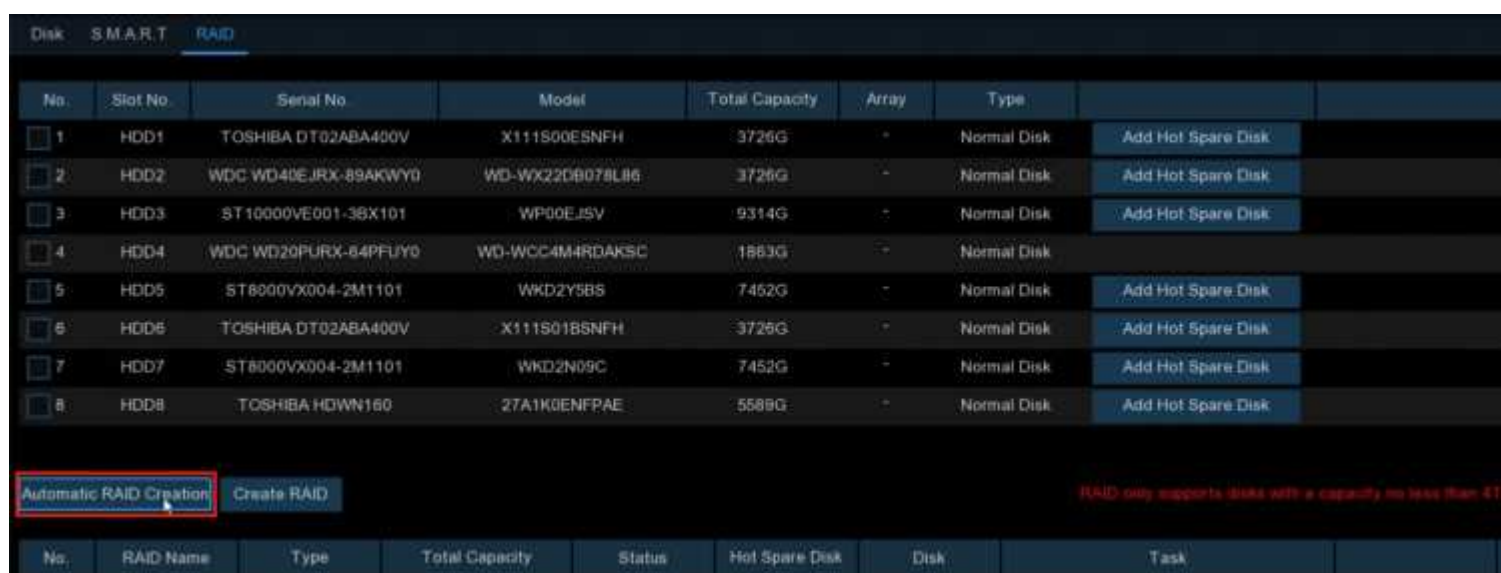 Disk S.M.A.R.T RAID
No. Slot No. Serial No. Model Total Capacity Array Type
1 HDD1 TOSHIBA DT02ABA400V X111S00ESNFH 3726G - Normal Disk Add Hot Spare Disk
2 HDD2 WDC WD40EJRX-89AKWY0 WD-WX22DB078L86 3726G - Normal Disk Add Hot Spare Disk
3 HDD3 ST10000VE001-3BX101 WP00EJSV 9314G - Normal Disk Add Hot Spare Disk
4 HDD4 WDC WD20PURX-64PFUY0 WD-WCC4M4RDAKSC 1863G - Normal Disk
5 HDD5 ST8000VX004-2M1101 WKD2Y5BS 7452G - Normal Disk Add Hot Spare Disk
6 HDD6 TOSHIBA DT02ABA400V X111S01BSNFH 3726G - Normal Disk Add Hot Spare Disk
7 HDD7 ST8000VX004-2M1101 WKD2N09C 7452G - Normal Disk Add Hot Spare Disk
8 HDD8 TOSHIBA HDWN160 27A1K0ENFPAE 5589G - Normal Disk Add Hot Spare Disk
Automatic RAID Creation Create RAID RAID only supports disks with a capacity no less than 4T
No. RAID Name Type Total Capacity Status Hot Spare Disk Disk Task